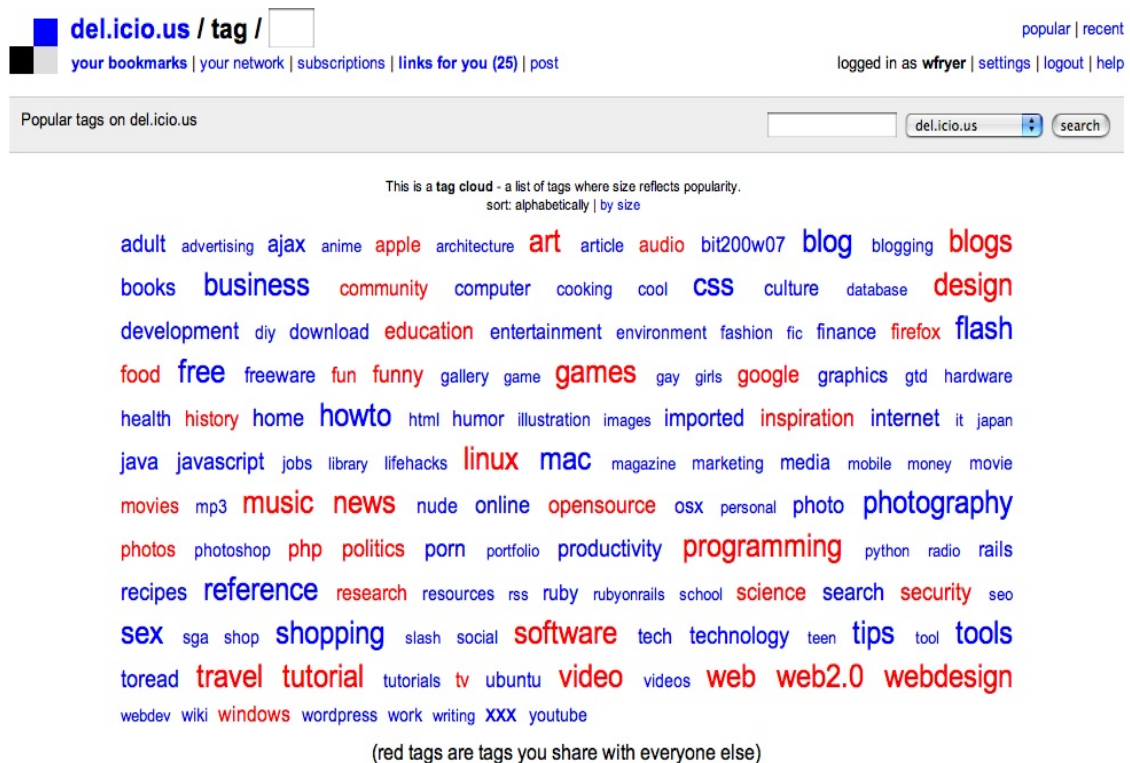 del.icio.us / tag /
popular | recent
your bookmarks | your network | subscriptions | links for you (25) | post
logged in as wfryer | settings | logout | help
Popular tags on del.icio.us
del.icio.us
search
This is a tag cloud - a list of tags where size reflects popularity.
sort: alphabetically | by size
adult advertising ajax anime apple architecture art article audio bit200w07 blog blogging blogs
books business community computer cooking cool css culture database design
development diy download education entertainment environment fashion fic finance firefox flash
food free freeware fun funny gallery game games gay girls google graphics gtd hardware
health history home howto html humor illustration images imported inspiration internet it japan
java javascript jobs library lifehacks linux mac magazine marketing media mobile money movie
movies mp3 music news nude online opensource osx personal photo photography
photos photoshop php politics porn portfolio productivity programming python radio rails
recipes reference research resources rss ruby rubyonrails school science search security seo
sex sga shop shopping slash social software tech technology teen tips tool tools
toread travel tutorial tutorials tv ubuntu video videos web web2.0 webdesign
webdev wiki windows wordpress work writing xxx youtube
(red tags are tags you share with everyone else)